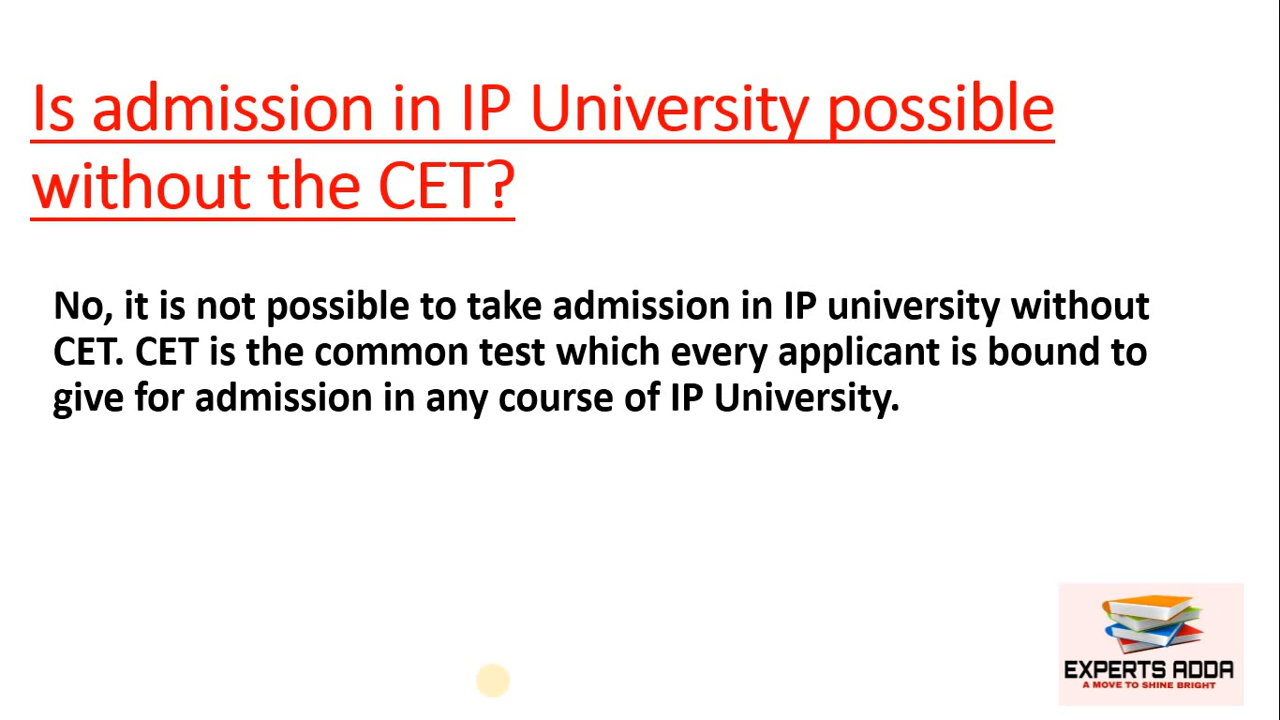 Is admission in IP University possible
without the CET?
No, it is not possible to take admission in IP university without
CET. CET is the common test which every applicant is bound to
give for admission in any course of IP University.
EXPERTS ADDA
A MOVE TO SHINE BRIGHT